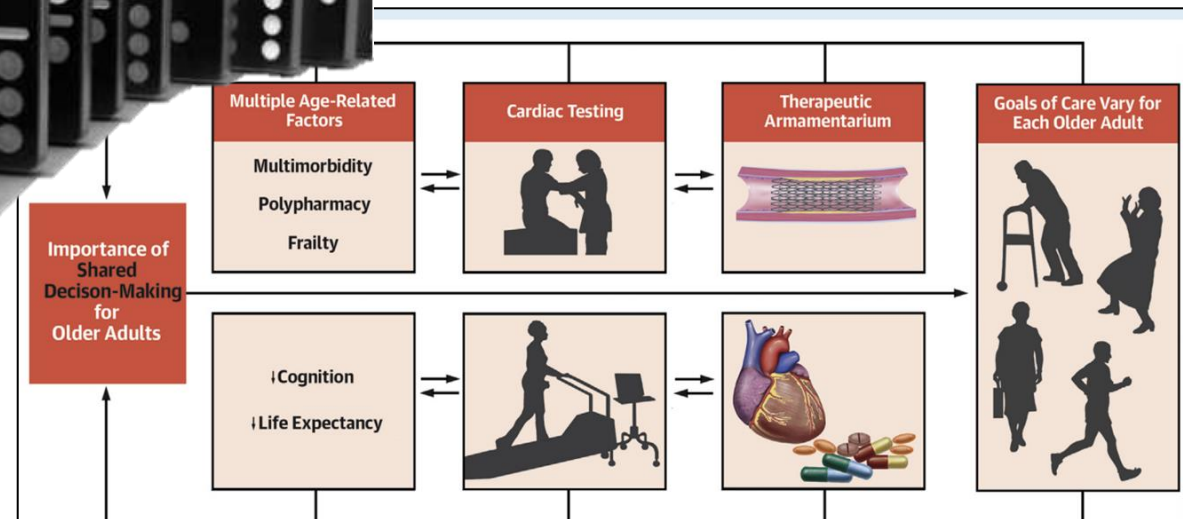 Multiple Age-Related
Factors
Multimorbidity
Polypharmacy
Frailty
Cardiac Testing
Therapeutic
Armamentarium
Goals of Care Vary for
Each Older Adult
Importance of
Shared
Decison-Making
for
Older Adults
↓Cognition
↓Life Expectancy